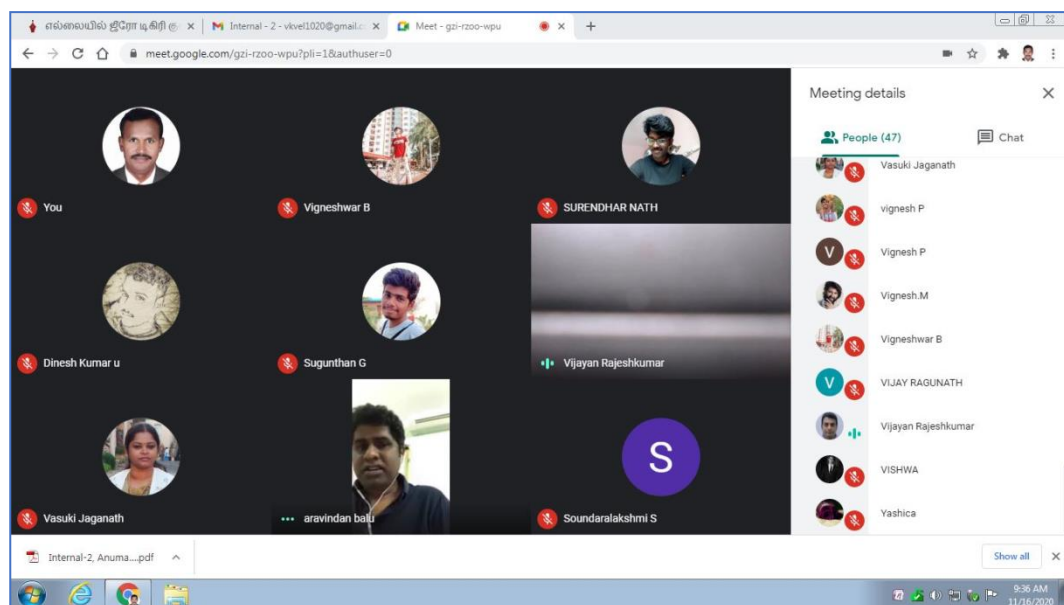 எல்லையில் ஜீரோ டிகிரி கு
Internal - 2 - vkvel1020@gmail.c
Meet - gzi-rzoo-wpu
meet.google.com/gzi-rzoo-wpu?pli=1&authuser=0
Meeting details
People (47)
Chat
You
Vigneshwar B
SURENDHAR NATH
Dinesh Kumar u
Sugunthan G
Vijayan Rajeshkumar
Vasuki Jaganath
aravindan balu
S
Soundaralakshmi S
Vasuki Jaganath
vignesh P
V
Vignesh P
Vignesh.M
Vigneshwar B
V
VIJAY RAGUNATH
Vijayan Rajeshkumar
VISHWA
Yashica
Internal-2, Anuma....pdf
Show all
9:36 AM
11/16/2020